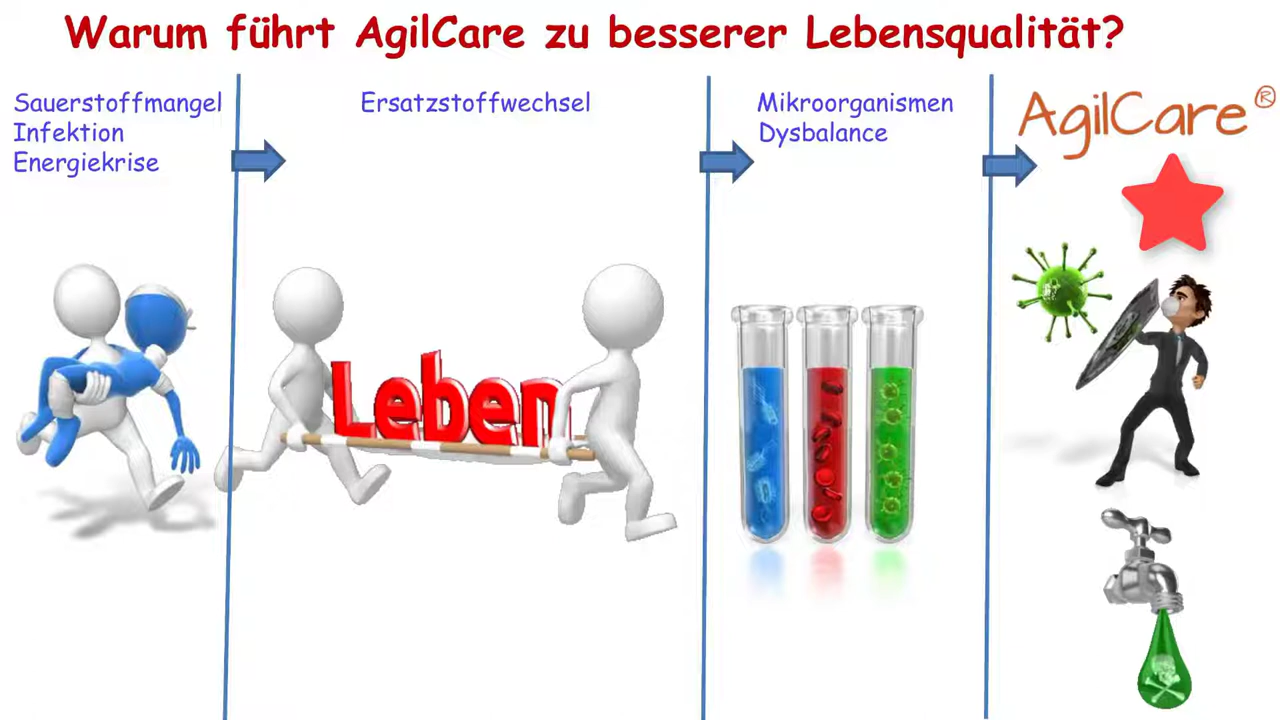 Warum führt AgilCare zu besserer Lebensqualität?
Sauerstoffmangel
Infektion
Energiekrise
Ersatzstoffwechsel
Mikroorganismen
Dysbalance
AgilCare®
Leben